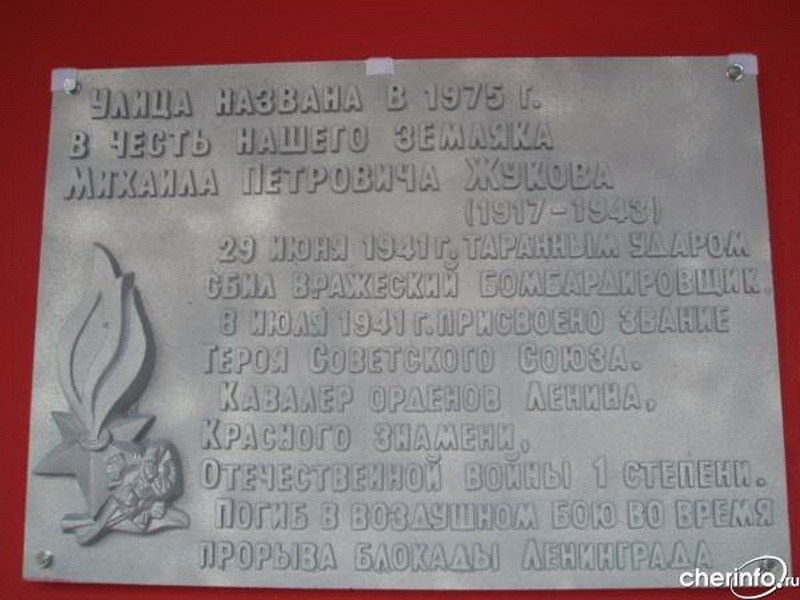 Улица названа в 1975 г.
в честь нашего земляка
Михаила Петровича Жукова
(1917-1943)
29 июня 1941 г. таранным ударом
сбил вражеский бомбардировщик.
8 июля 1941 г. присвоено звание
Героя Советского Союза.
Кавалер орденов Ленина,
Красного знамени,
Отечественной войны 1 степени.
Погиб в воздушном бою во время
прорыва блокады Ленинграда
cherinfo.ru